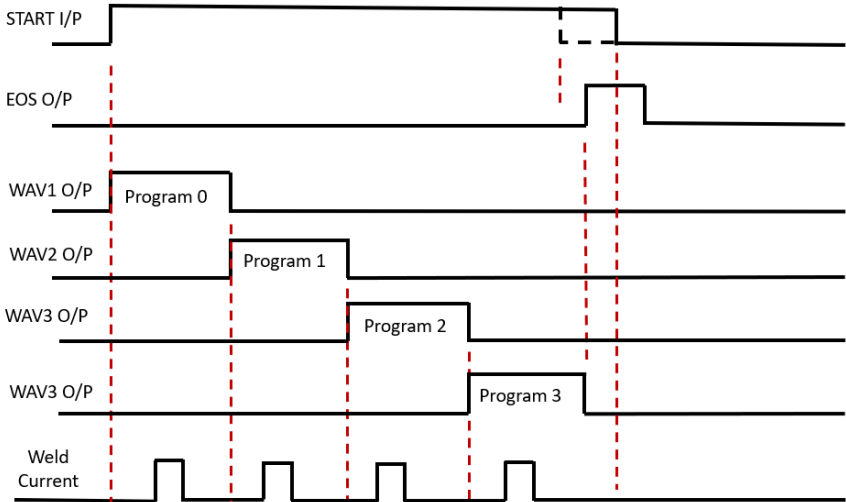 START I/P
EOS O/P
WAV1 O/P
Program 0
WAV2 O/P
Program 1
WAV3 O/P
Program 2
WAV3 O/P
Program 3
Weld
Current